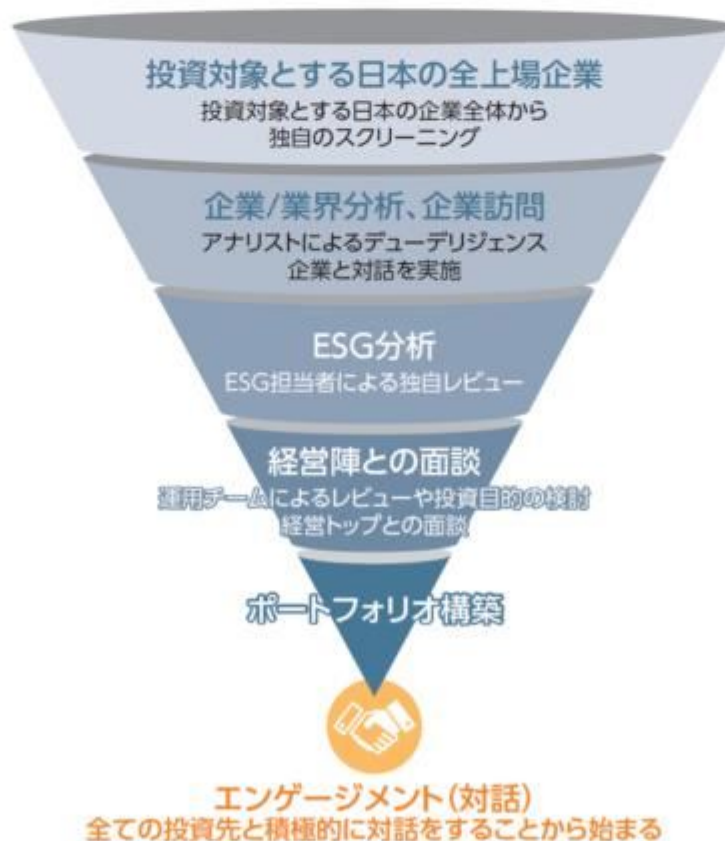 投資対象とする日本の全上場企業
投資対象とする日本の企業全体から
独自のスクリーニング
企業/業界分析、企業訪問
アナリストによるデューデリジェンス
企業と対話を実施
ESG分析
ESG担当者による独自レビュー
経営陣との面談
運用チームによるレビューや投資目的の検討
経営トップとの面談
ポートフォリオ構築
エンゲージメント(対話)
全ての投資先と積極的に対話をすることから始まる